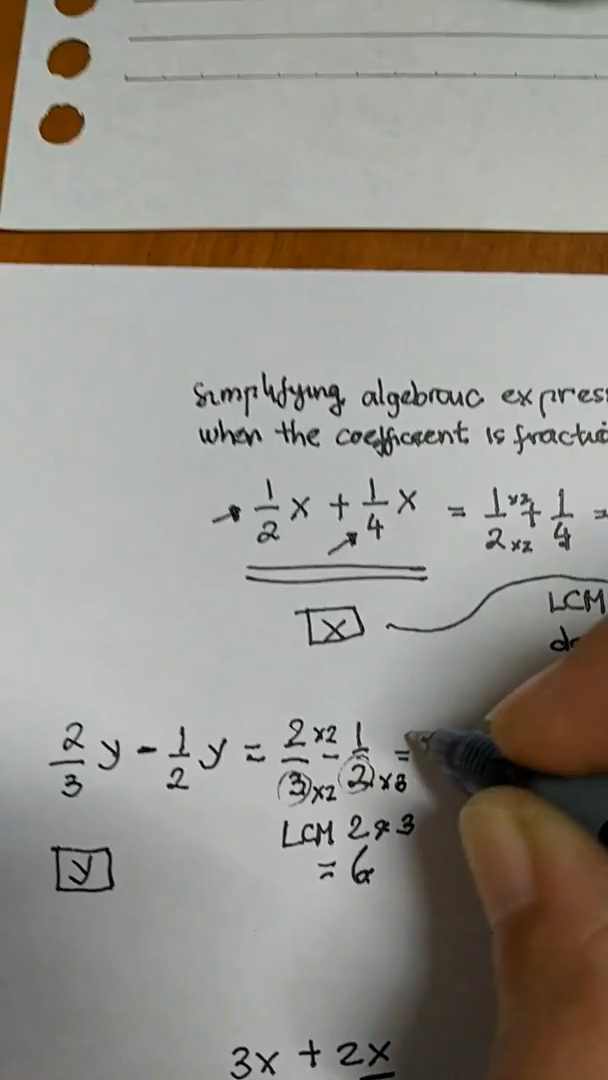 Simplifying algebraic expres
when the coefficient is fractio
1/2 x + 1/4 x = 1/2 ×2 ×2 + 1/4 =
x
LCM
2/3 y - 1/2 y = 2/3 ×2 ×2 - 1/2 ×3 =
LCM 2 & 3
= 6
y
3x + 2x